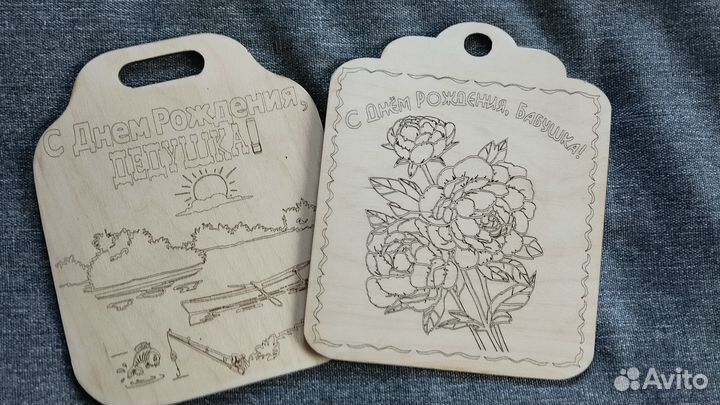 С Днем Рождения,
ДЕДУШКА!
С Днём Рождения, Бабушка!
Avito